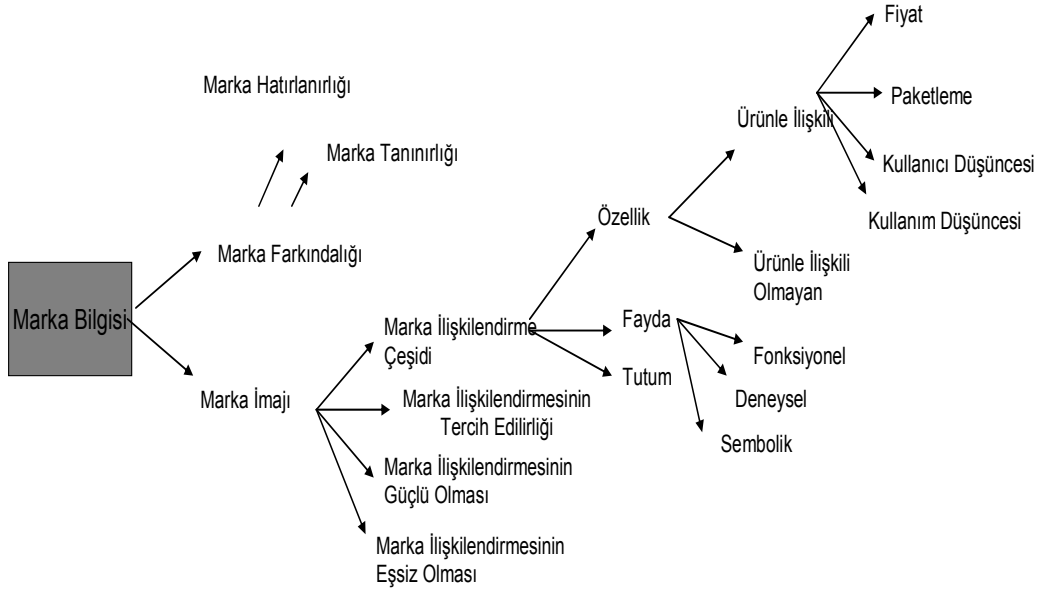 Fiyat
Marka Hatırlanırlığı
Paketleme
Ürünle İlişkili
Marka Tanınırlığı
Kullanıcı Düşüncesi
Özellik
Kullanım Düşüncesi
Marka Farkındalığı
Ürünle İlişkili
Olmayan
Marka Bilgisi
Marka İlişkilendirme
Çeşidi
Fayda
Fonksiyonel
Tutum
Marka İmajı
Marka İlişkilendirmesinin
Tercih Edilirliği
Deneysel
Sembolik
Marka İlişkilendirmesinin
Güçlü Olması
Marka İlişkilendirmesinin
Eşsiz Olması